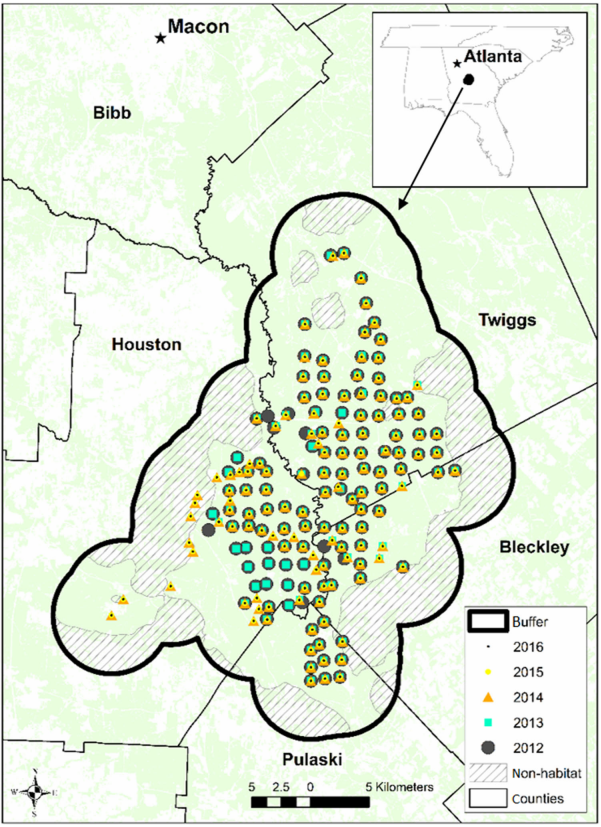 Macon
Atlanta
Bibb
Twiggs
Houston
Bleckley
Pulaski
Buffer
2016
2015
2014
2013
2012
Non-habitat
Counties
N
W E
S
5 2.5 0 5 Kilometers